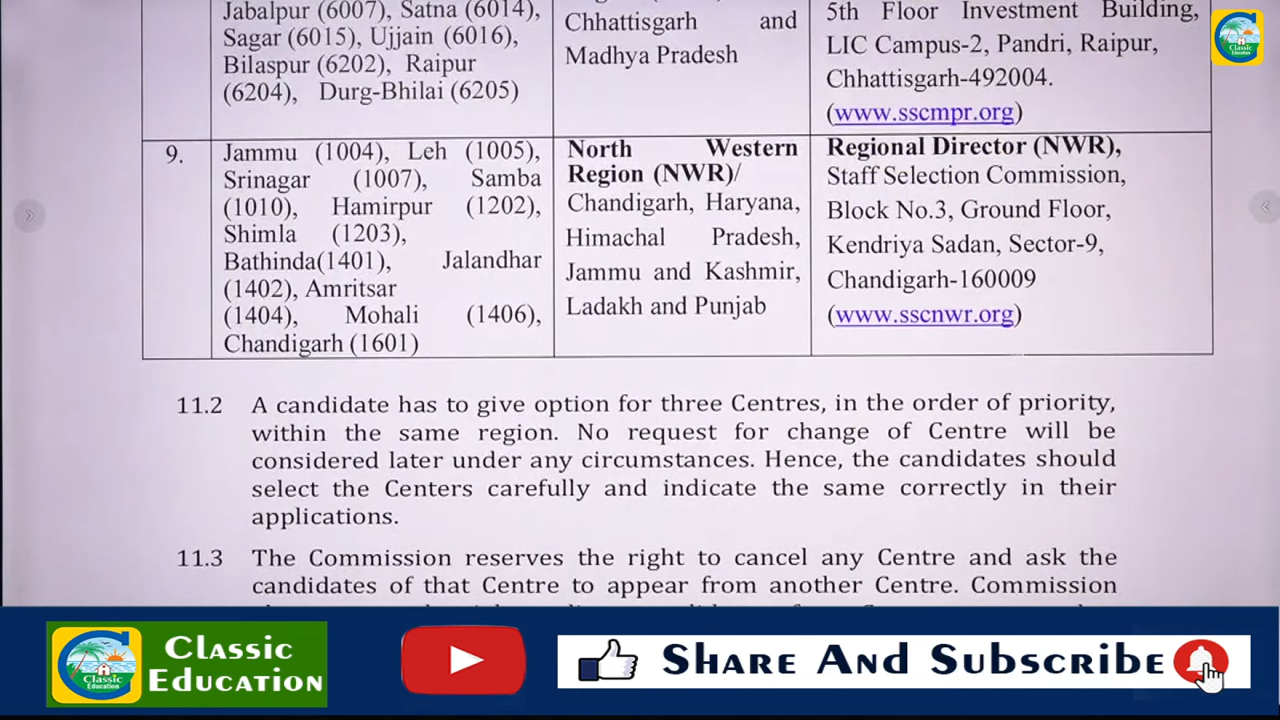 Jabalpur (6007), Satna (6014),
Sagar (6015), Ujjain (6016),
Bilaspur (6202), Raipur
(6204), Durg-Bhilai (6205)
Chhattisgarh and
Madhya Pradesh
5th Floor Investment Building,
LIC Campus-2, Pandri, Raipur,
Chhattisgarh-492004.
(www.sscmpr.org)
9.
Jammu (1004), Leh (1005),
Srinagar (1007), Samba
(1010), Hamirpur (1202),
Shimla (1203),
Bathinda(1401), Jalandhar
(1402), Amritsar
(1404), Mohali (1406),
Chandigarh (1601)
North Western
Region (NWR)/
Chandigarh, Haryana,
Himachal Pradesh,
Jammu and Kashmir,
Ladakh and Punjab
Regional Director (NWR),
Staff Selection Commission,
Block No.3, Ground Floor,
Kendriya Sadan, Sector-9,
Chandigarh-160009
(www.sscnwr.org)
11.2 A candidate has to give option for three Centres, in the order of priority,
within the same region. No request for change of Centre will be
considered later under any circumstances. Hence, the candidates should
select the Centers carefully and indicate the same correctly in their
applications.
11.3 The Commission reserves the right to cancel any Centre and ask the
candidates of that Centre to appear from another Centre. Commission
Classic
Education
Classic
Education
Classic
Education
Share And Subscribe